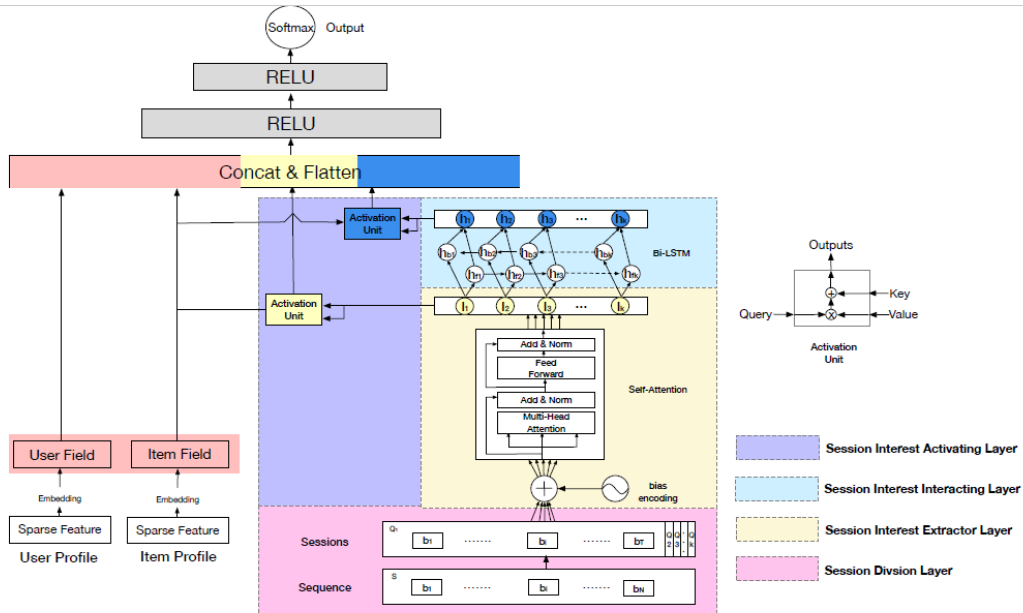 Softmax Output
RELU
RELU
Concat & Flatten
Activation
Unit
h1 h2 h3 ... hk
hb1 hb2 hb3 hbk
Bi-LSTM
hf1 hf2 hf3 hfk
Activation
Unit
I1 I2 I3 ... Ik
Add & Norm
Feed
Forward
Self-Attention
Add & Norm
Multi-Head
Attention
bias
encoding
Outputs
Key
Query
Value
Activation
Unit
User Field
Item Field
Embedding
Embedding
Sparse Feature
Sparse Feature
User Profile
Item Profile
Sessions
Q1
b1 ........ bi ........ bT
Q2 Q3 ... Qk
Sequence
S
b1 ........ bi ........ bN
Session Interest Activating Layer
Session Interest Interacting Layer
Session Interest Extractor Layer
Session Divsion Layer